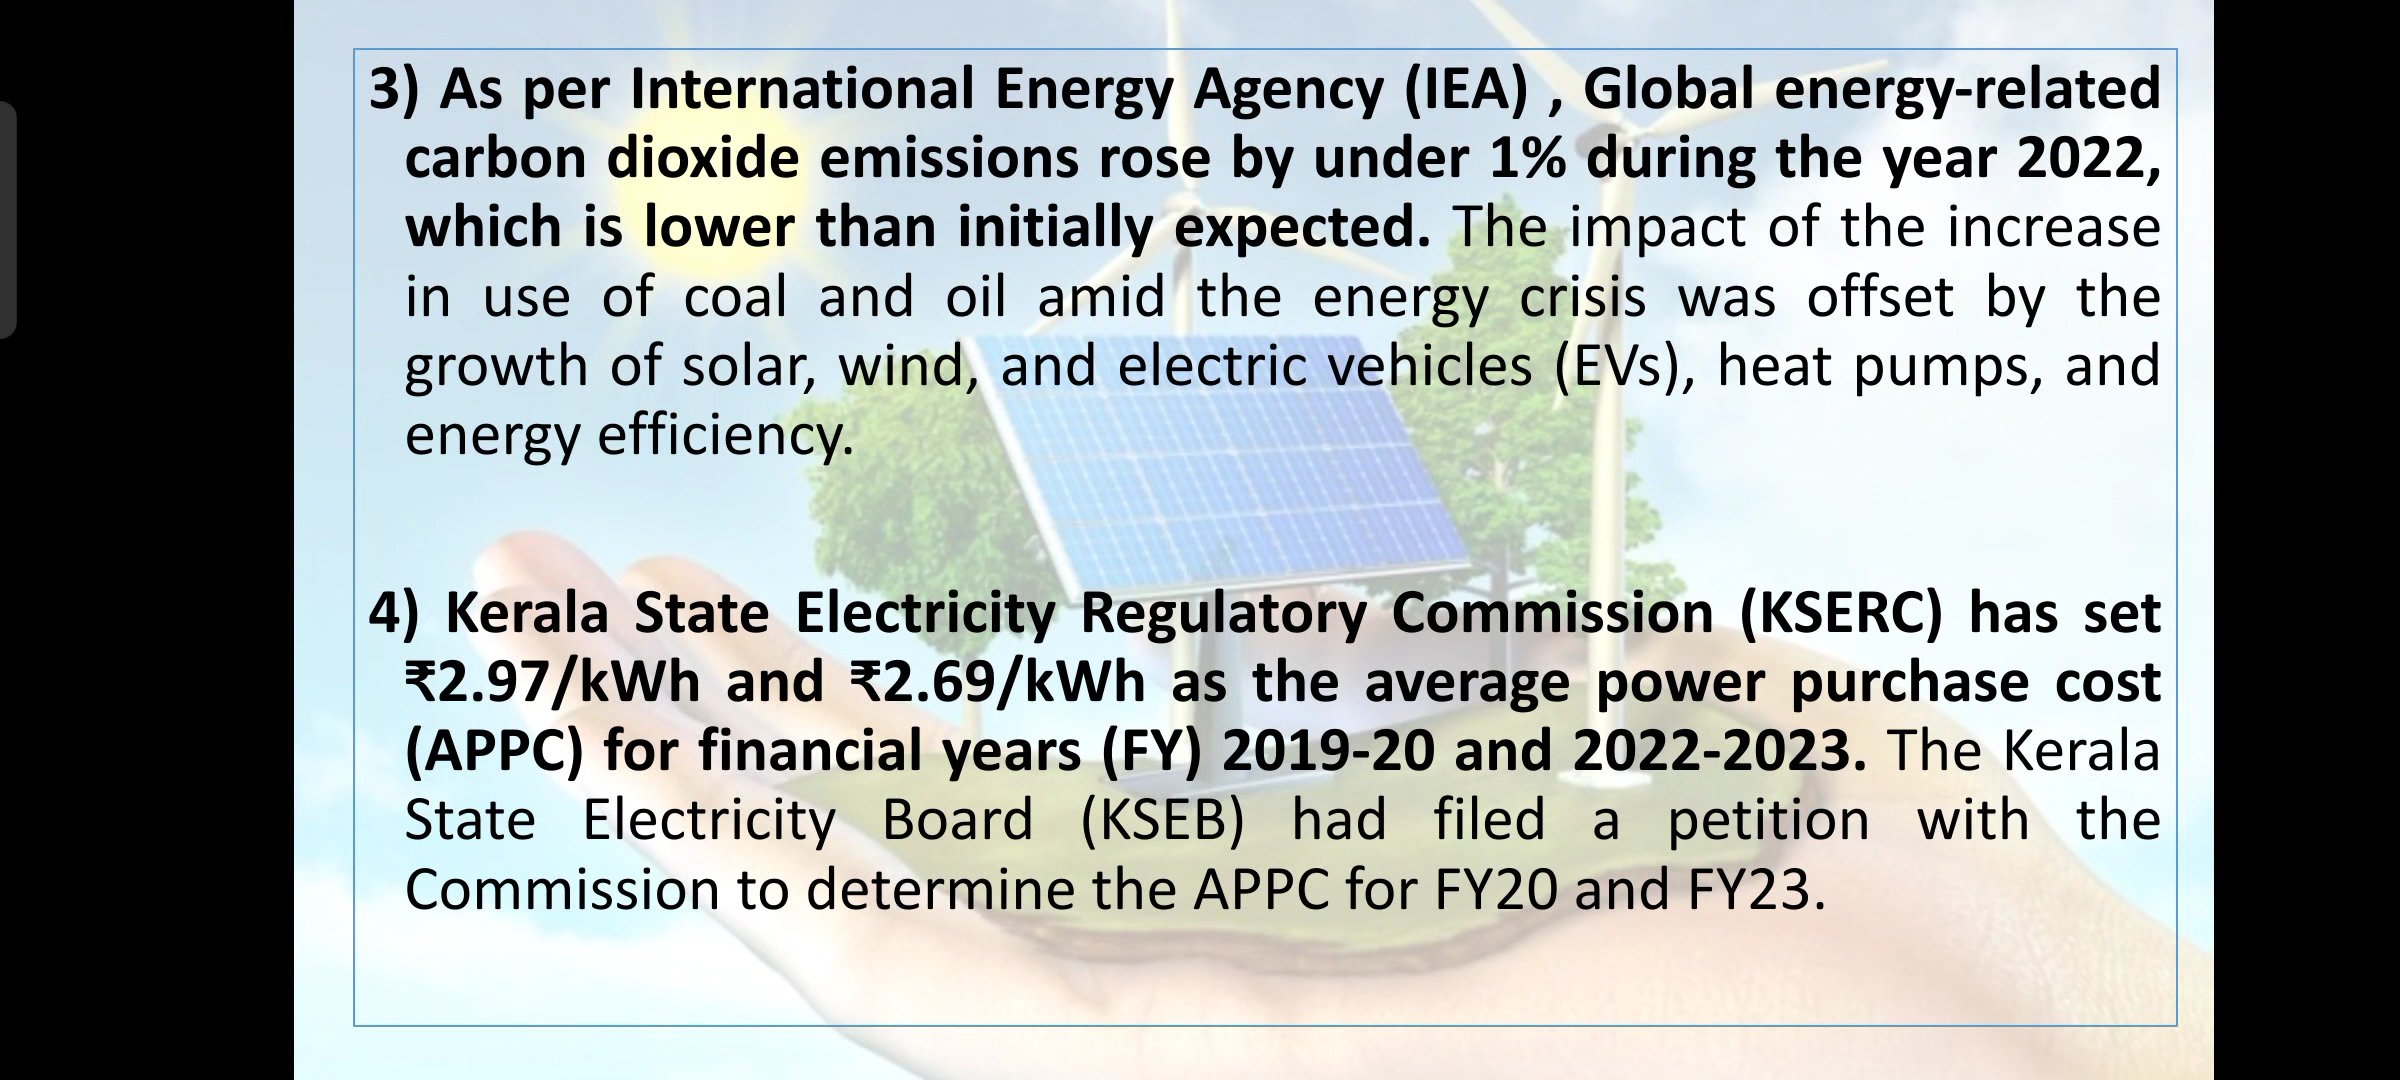 3) As per International Energy Agency (IEA) , Global energy-related
carbon dioxide emissions rose by under 1% during the year 2022,
which is lower than initially expected. The impact of the increase
in use of coal and oil amid the energy crisis was offset by the
growth of solar, wind, and electric vehicles (EVs), heat pumps, and
energy efficiency.
4) Kerala State Electricity Regulatory Commission (KSERC) has set
₹2.97/kWh and ₹2.69/kWh as the average power purchase cost
(APPC) for financial years (FY) 2019-20 and 2022-2023. The Kerala
State Electricity Board (KSEB) had filed a petition with the
Commission to determine the APPC for FY20 and FY23.